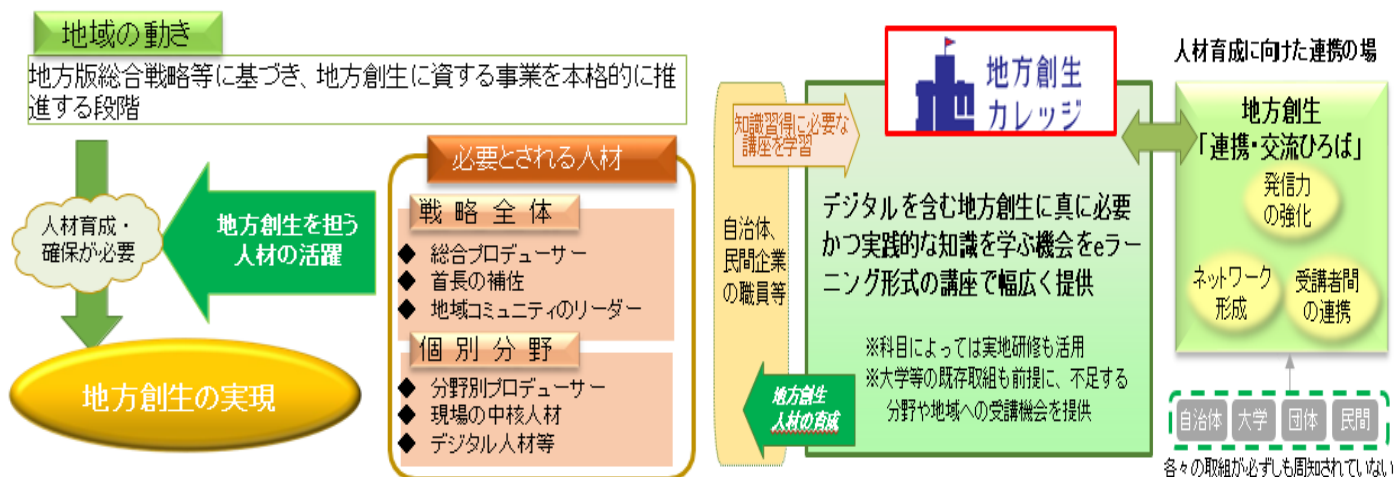 地域の動き
地方版総合戦略等に基づき、地方創生に資する事業を本格的に推
進する段階
人材育成・
確保が必要
地方創生を担う
人材の活躍
地方創生の実現
必要とされる人材
戦略全体
◆ 総合プロデューサー
◆ 首長の補佐
◆ 地域コミュニティのリーダー
個別分野
◆ 分野別プロデューサー
◆ 現場の中核人材
◆ デジタル人材等
知識習得に必要な
講座を学習
自治体、
民間企業
の職員等
地方創生
人材の育成
地方創生
カレッジ
デジタルを含む地方創生に真に必要
かつ実践的な知識を学ぶ機会をeラー
ニング形式の講座で幅広く提供
※科目によっては実地研修も活用
※大学等の既存取組も前提に、不足する
分野や地域への受講機会を提供
人材育成に向けた連携の場
地方創生
「連携・交流ひろば」
発信力
の強化
ネットワーク
形成
受講者間
の連携
自治体 大学 団体 民間
各々の取組が必ずしも周知されていない